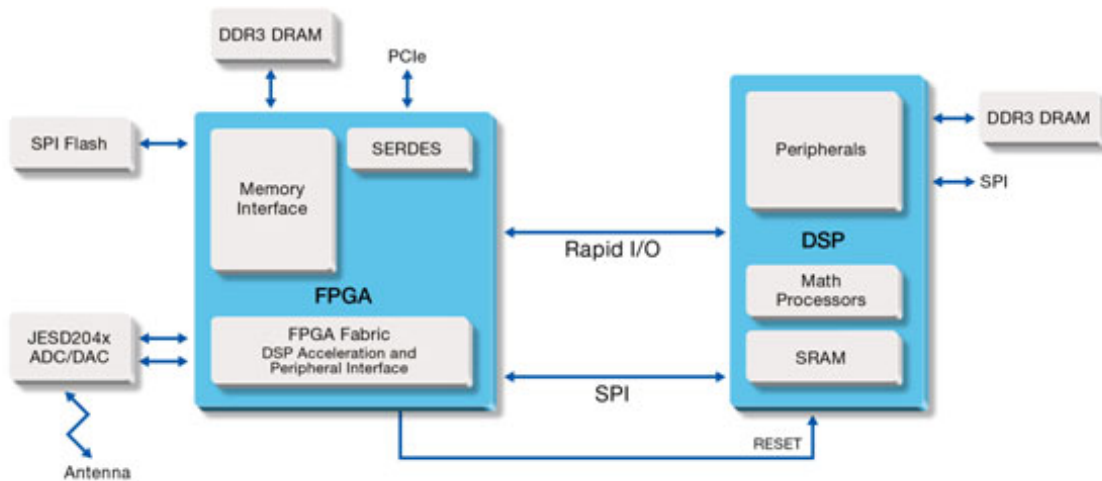 DDR3 DRAM
PCIe
SPI Flash
SERDES
Memory
Interface
FPGA
FPGA Fabric
DSP Acceleration and
Peripheral Interface
JESD204x
ADC/DAC
Antenna
Rapid I/O
SPI
RESET
Peripherals
DSP
Math
Processors
SRAM
DDR3 DRAM
SPI